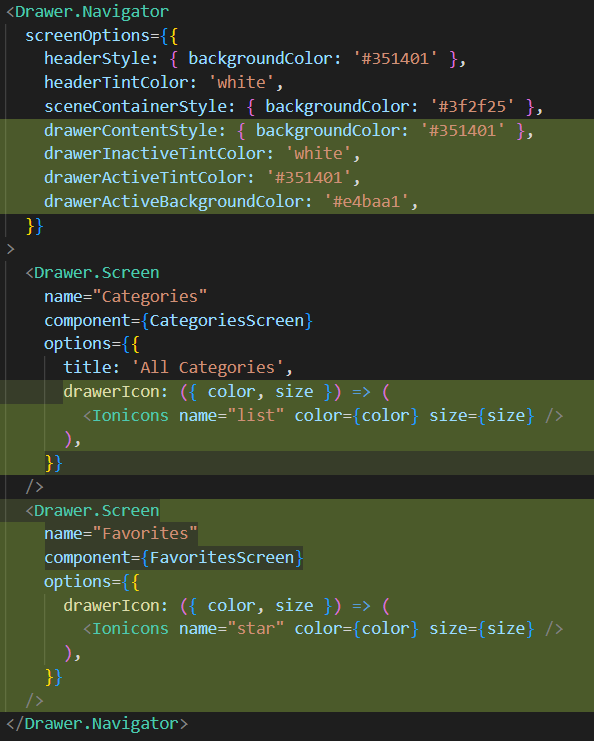 <Drawer.Navigator
  screenOptions={{
    headerStyle: { backgroundColor: '#351401' },
    headerTintColor: 'white',
    sceneContainerStyle: { backgroundColor: '#3f2f25' },
    drawerContentStyle: { backgroundColor: '#351401' },
    drawerInactiveTintColor: 'white',
    drawerActiveTintColor: '#351401',
    drawerActiveBackgroundColor: '#e4baa1',
  }}
>
  <Drawer.Screen
    name="Categories"
    component={CategoriesScreen}
    options={{
      title: 'All Categories',
      drawerIcon: ({ color, size }) => (
        <Ionicons name="list" color={color} size={size} />
      ),
    }}
  />
  <Drawer.Screen
    name="Favorites"
    component={FavoritesScreen}
    options={{
      drawerIcon: ({ color, size }) => (
        <Ionicons name="star" color={color} size={size} />
      ),
    }}
  />
</Drawer.Navigator>